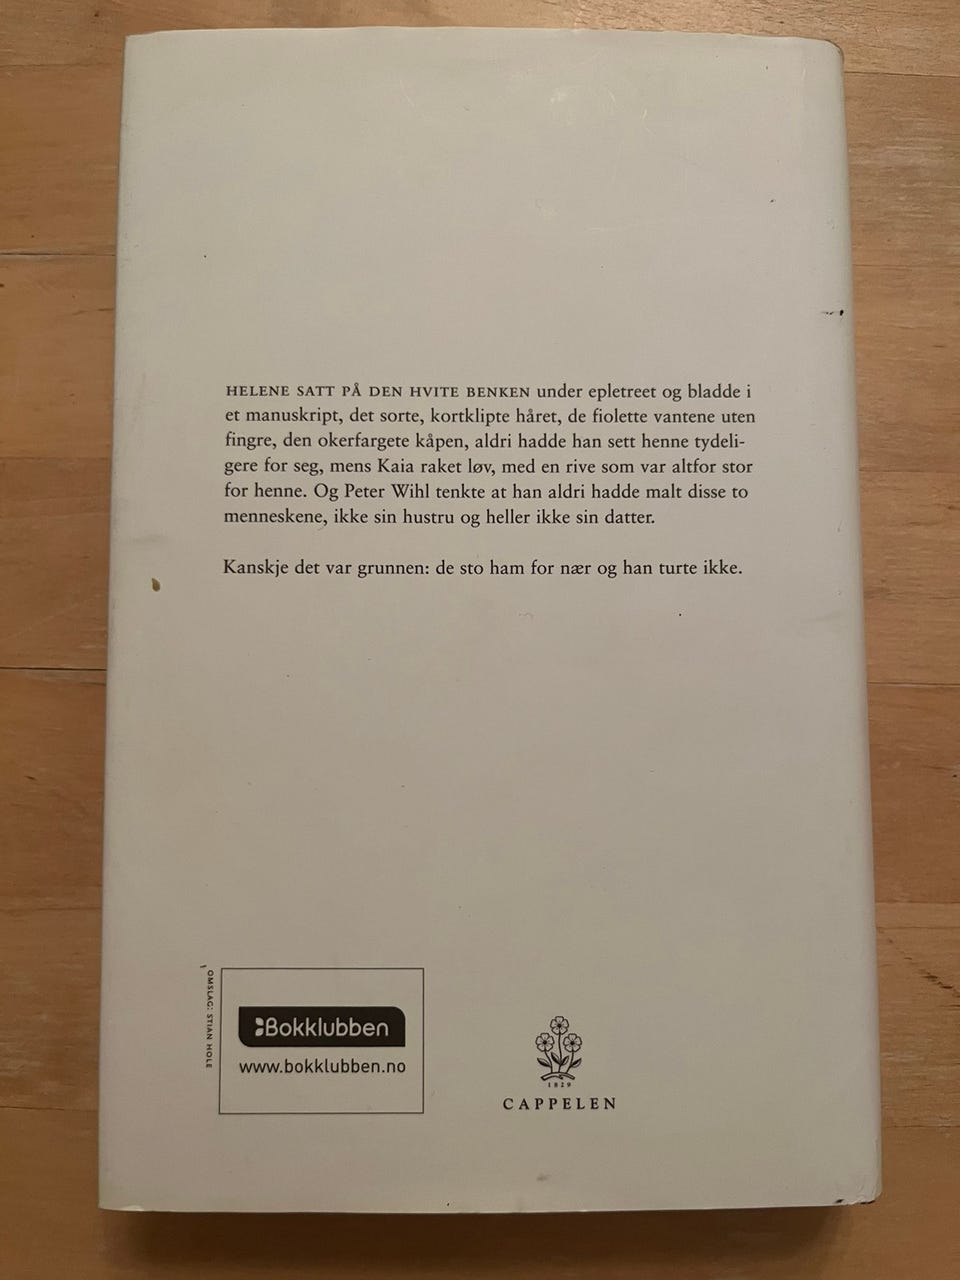 HELENE SATT PÅ DEN HVITE BENKEN under epletreet og bladde i
et manuskript, det sorte, kortklipte håret, de fiolette vantene uten
fingre, den okerfargete kåpen, aldri hadde han sett henne tydeli-
gere for seg, mens Kaia raket løv, med en rive som var altfor stor
for henne. Og Peter Wihl tenkte at han aldri hadde malt disse to
menneskene, ikke sin hustru og heller ikke sin datter.
Kanskje det var grunnen: de sto ham for nær og han turte ikke.
OMSLAG: STIAN HOLE
Bokklubben
www.bokklubben.no
1829
CAPPELEN